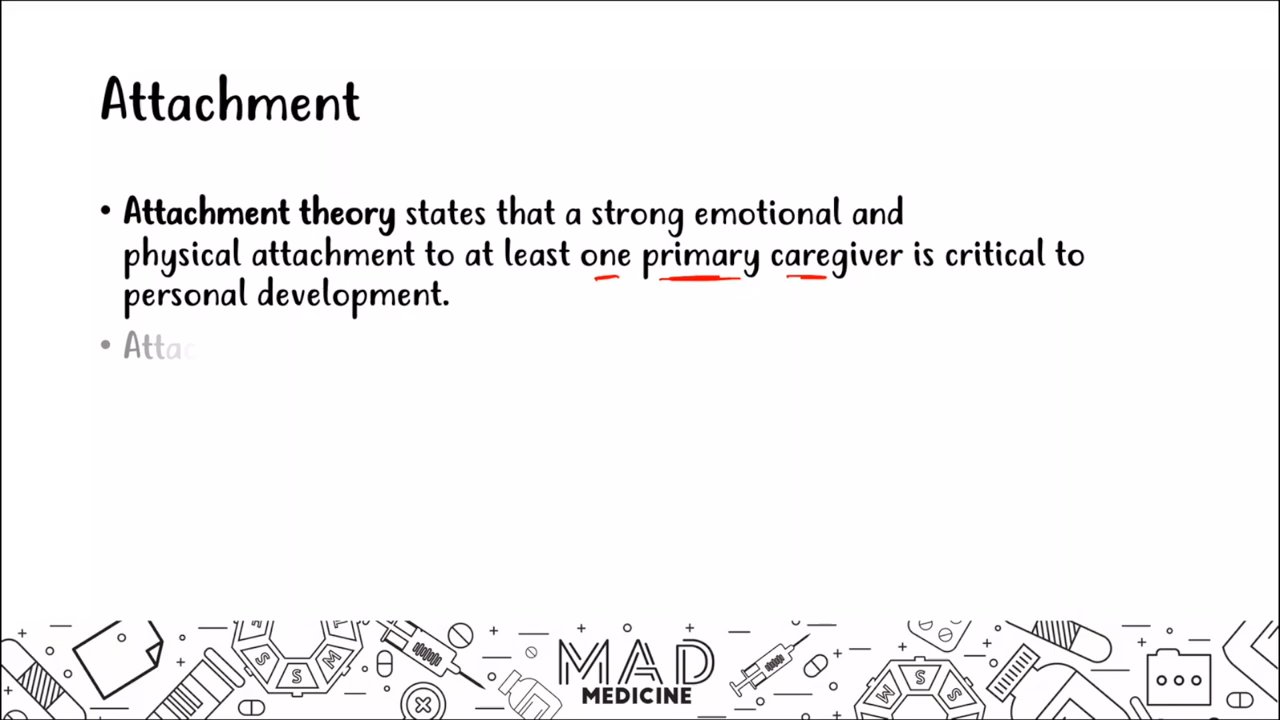 Attachment
• Attachment theory states that a strong emotional and
physical attachment to at least one primary caregiver is critical to
personal development.
• Attac
S
S
M
MAD
MEDICINE
M
S
S